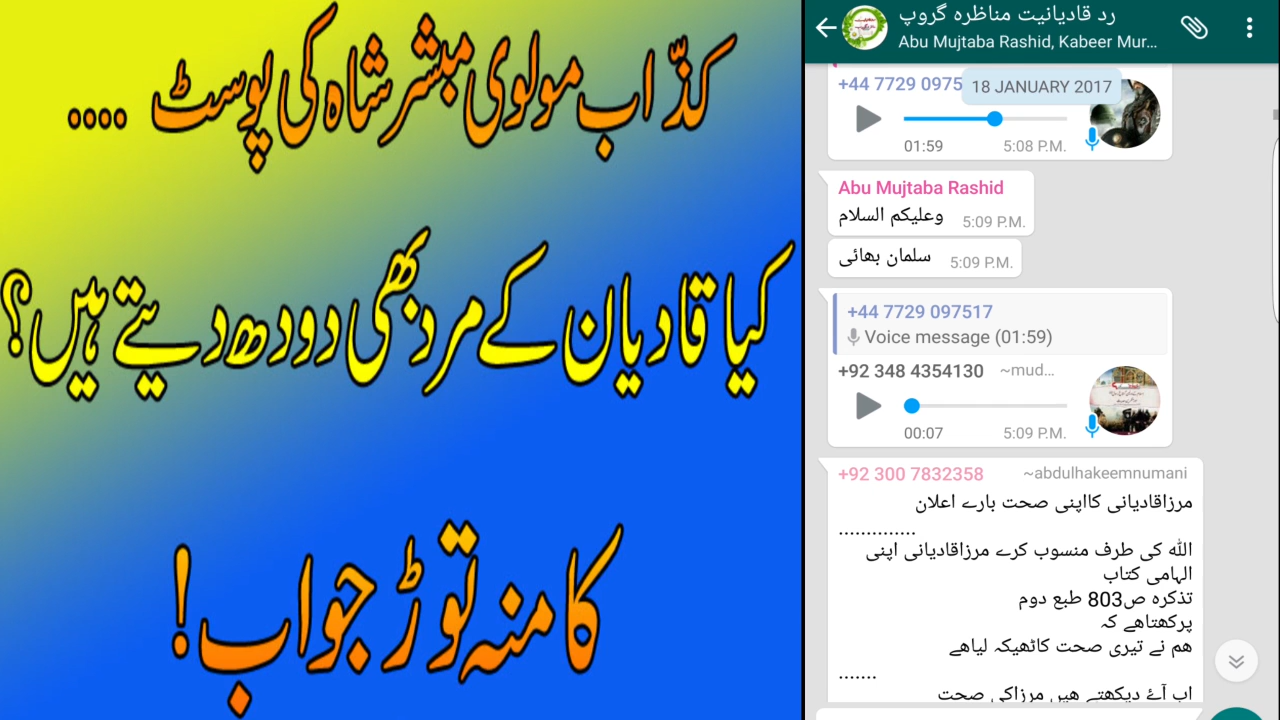 کذّاب مولوی مبشر شاہ کی پوسٹ ....
کیا قادیان کے مرد بھی دودھ دیتے ہیں؟
کا منہ توڑ جواب!
رد قادیانیت مناظرہ گروپ
Abu Mujtaba Rashid, Kabeer Mur...
+44 7729 0975
18 JANUARY 2017
01:59
5:08 P.M.
Abu Mujtaba Rashid
وعلیکم السلام
5:09 P.M.
سلمان بھائی
5:09 P.M.
+44 7729 097517
Voice message (01:59)
+92 348 4354130 ~mud...
00:07
5:09 P.M.
+92 300 7832358 ~abdulhakeemnumani
مرزاقادیانی کااپنی صحت بارے اعلان
..............
اللہ کی طرف منسوب کرے مرزاقادیانی اپنی
الہامی کتاب
تذکرہ ص803 طبع دوم
پرکھتاھے کہ
ھم نے تیری صحت کاٹھیکہ لیاھے
.......
اب آۓ دیکھتے ھیں مرزاکی صحت